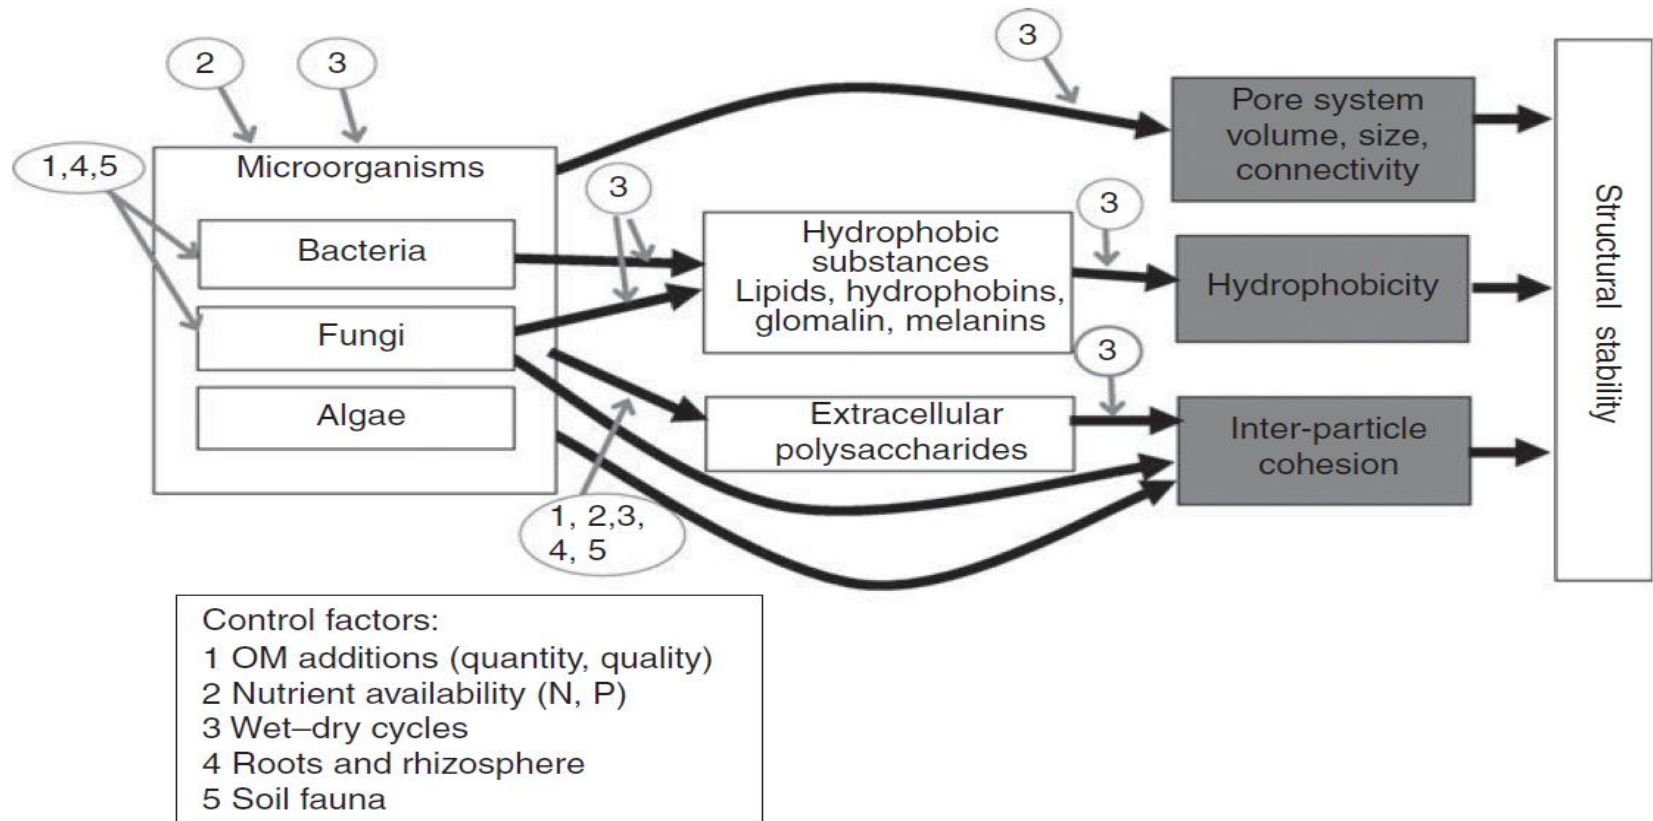 2
3
3
1,4,5
Microorganisms
Bacteria
Fungi
Algae
3
Hydrophobic
substances
Lipids, hydrophobins,
glomalin, melanins
3
Extracellular
polysaccharides
3
1, 2,3,
4, 5
Pore system
volume, size,
connectivity
Hydrophobicity
Inter-particle
cohesion
Structural stability
Control factors:
1 OM additions (quantity, quality)
2 Nutrient availability (N, P)
3 Wet–dry cycles
4 Roots and rhizosphere
5 Soil fauna